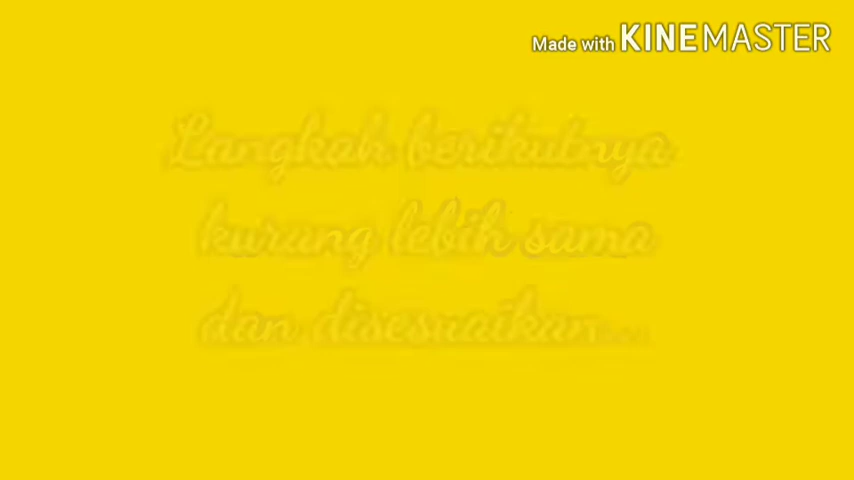 Made with KINEMASTER
Langkah berikutnya
kurang lebih sama
dan disesuaikan...